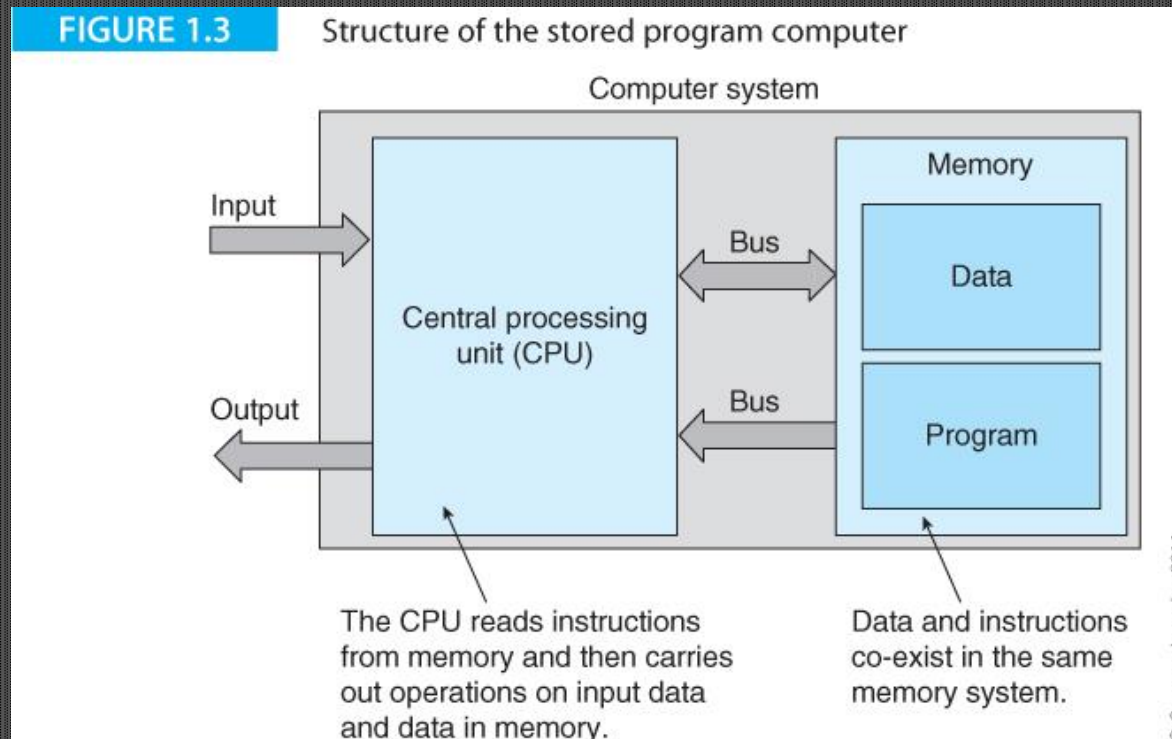 FIGURE 1.3 Structure of the stored program computer
Computer system
Input
Output
Central processing
unit (CPU)
Bus
Bus
Memory
Data
Program
The CPU reads instructions
from memory and then carries
out operations on input data
and data in memory.
Data and instructions
co-exist in the same
memory system.